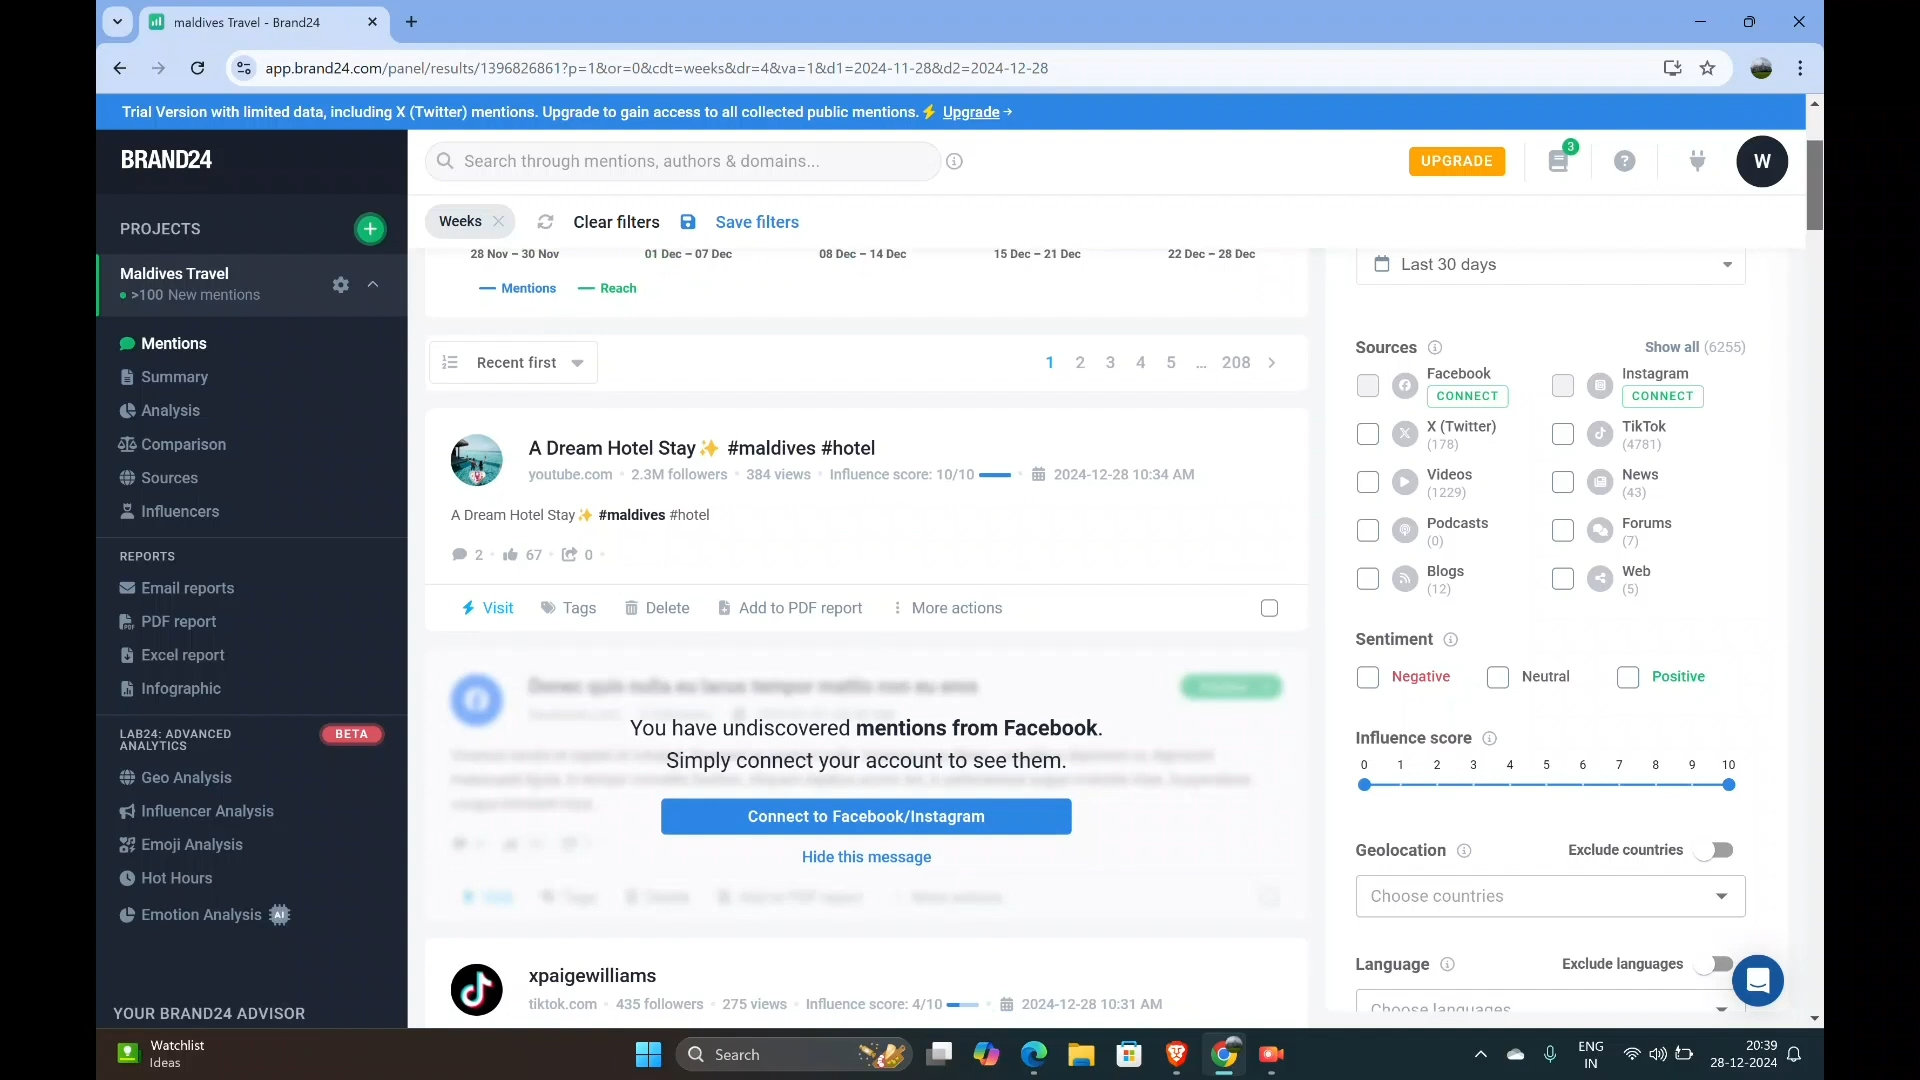 maldives Travel - Brand24
app.brand24.com/panel/results/1396826861?p=1&or=0&cdt=weeks&dr=4&va=1&d1=2024-11-28&d2=2024-12-28
Trial Version with limited data, including X (Twitter) mentions. Upgrade to gain access to all collected public mentions.⚡ Upgrade →
BRAND24
Search through mentions, authors & domains...
UPGRADE
3
W
PROJECTS
Maldives Travel
>100 New mentions
Mentions
Summary
Analysis
Comparison
Sources
Influencers
REPORTS
Email reports
PDF report
Excel report
Infographic
LAB24: ADVANCED
ANALYTICS
BETA
Geo Analysis
Influencer Analysis
Emoji Analysis
Hot Hours
Emotion Analysis AI
YOUR BRAND24 ADVISOR
Weeks
Clear filters
Save filters
28 Nov – 30 Nov 01 Dec – 07 Dec 08 Dec – 14 Dec 15 Dec – 21 Dec 22 Dec – 28 Dec
Mentions Reach
Recent first
1 2 3 4 5 ... 208 >
A Dream Hotel Stay✨ #maldives #hotel
youtube.com • 2.3M followers • 384 views • Influence score: 10/10 • 2024-12-28 10:34 AM
A Dream Hotel Stay✨ #maldives #hotel
2 • 67 • 0 •
Visit Tags Delete Add to PDF report More actions
You have undiscovered mentions from Facebook.
Simply connect your account to see them.
Connect to Facebook/Instagram
Hide this message
xpaigewilliams
tiktok.com • 435 followers • 275 views • Influence score: 4/10 • 2024-12-28 10:31 AM
Last 30 days
Sources
Show all (6255)
Facebook
CONNECT
Instagram
CONNECT
X (Twitter)
(178)
TikTok
(4781)
Videos
(1229)
News
(43)
Podcasts
(0)
Forums
(7)
Blogs
(12)
Web
(5)
Sentiment
Negative Neutral Positive
Influence score
0 1 2 3 4 5 6 7 8 9 10
Geolocation
Exclude countries
Choose countries
Language
Exclude languages
Choose languages
Watchlist
Ideas
Search
ENG
IN
20:39
28-12-2024